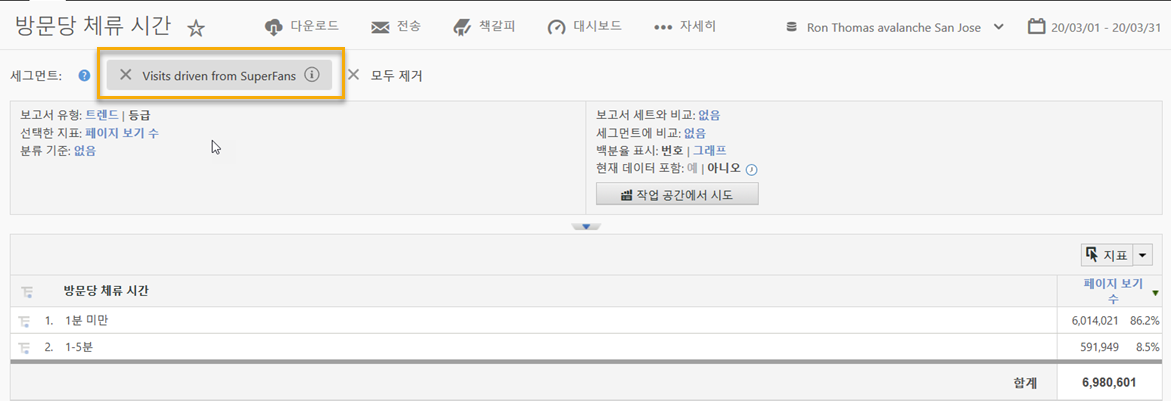 방문당 체류 시간 다운로드 전송 책갈피 대시보드 자세히 Ron Thomas avalanche San Jose 20/03/01 - 20/03/31
세그먼트: ? Visits driven from SuperFans 모두 제거
보고서 유형: 트렌드 | 등급
선택한 지표: 페이지 보기 수
분류 기준: 없음
보고서 세트와 비교: 없음
세그먼트에 비교: 없음
백분율 표시: 번호 | 그래프
현재 데이터 포함: 예 | 아니오
작업 공간에서 시도
지표
방문당 체류 시간 페이지 보기
수
1. 1분 미만 6,014,021 86.2%
2. 1-5분 591,949 8.5%
합계 6,980,601